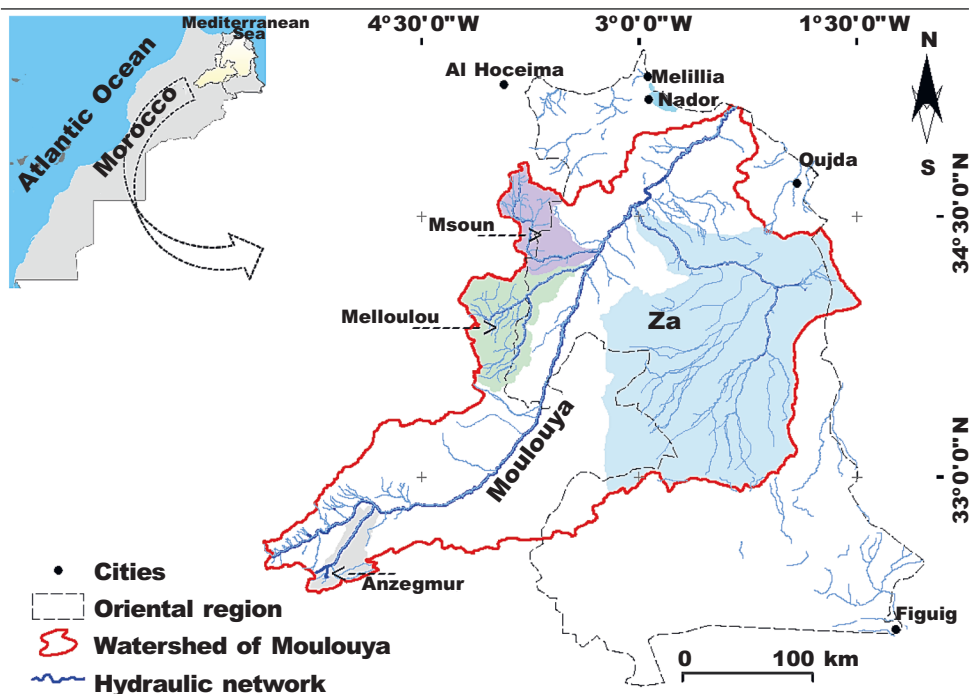 Mediterranean
Sea
Atlantic Ocean
Morocco
4°30'0"W
3°0'0"W
1°30'0"W
N
S
Al Hoceima
Melillia
Nador
Oujda
34°30'0"N
Msoun
Melloulou
Za
Moulouya
33°0'0"N
Anzegmur
Figuig
Cities
Oriental region
Watershed of Moulouya
Hydraulic network
0 100 km